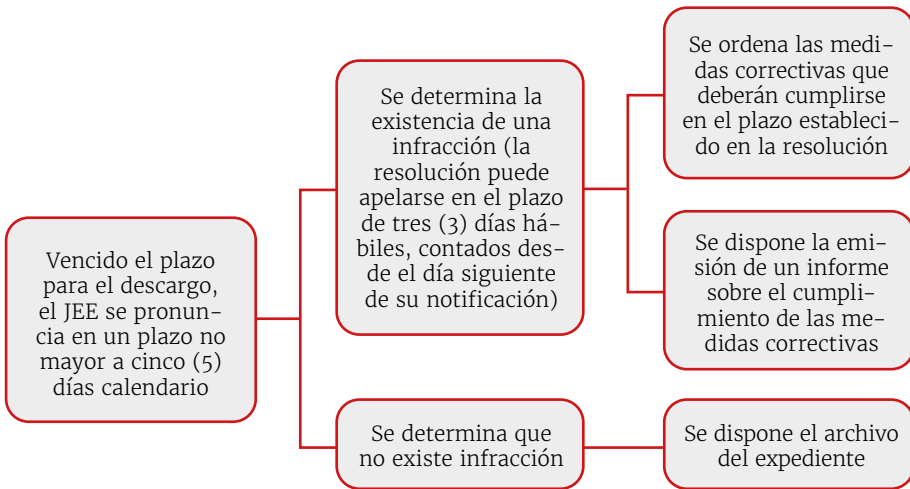 Vencido el plazo
para el descargo,
el JEE se pronun-
cia en un plazo no
mayor a cinco (5)
días calendario
Se determina la
existencia de una
infracción (la
resolución puede
apelarse en el plazo
de tres (3) días há-
biles, contados des-
de el día siguiente
de su notificación)
Se ordena las medi-
das correctivas que
deberán cumplirse
en el plazo estableci-
do en la resolución
Se dispone la emi-
sión de un informe
sobre el cumpli-
miento de las me-
didas correctivas
Se determina que
no existe infracción
Se dispone el archivo
del expediente